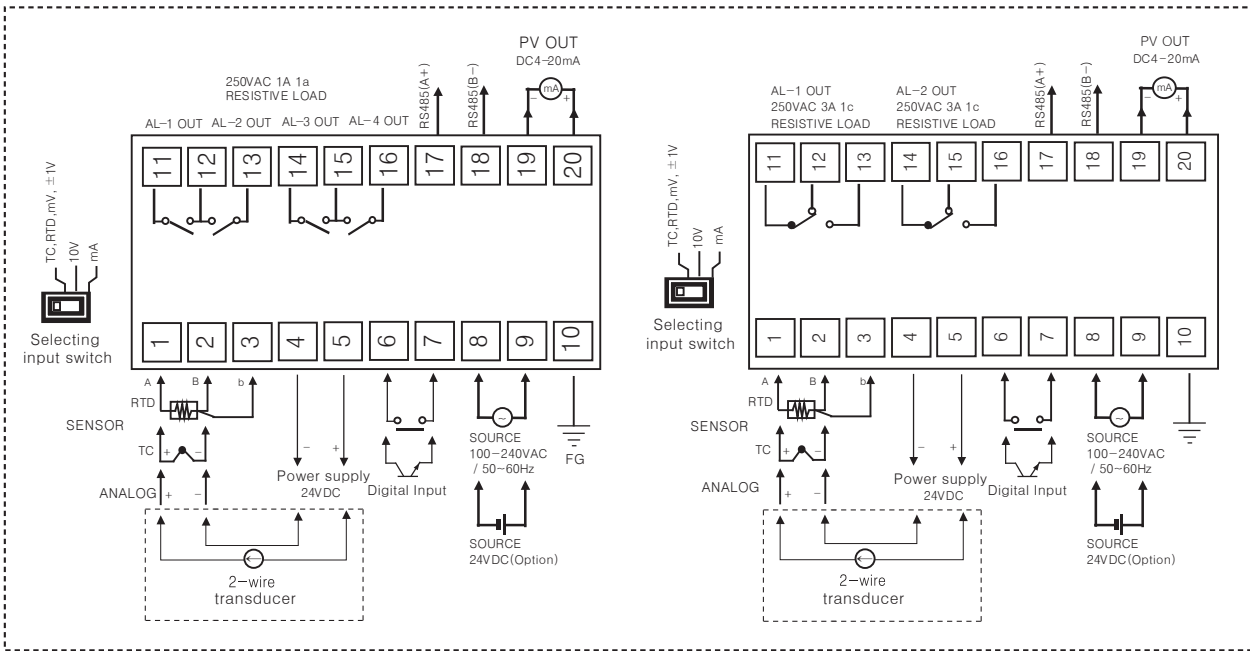 PV OUT
DC4-20mA
mA
- +
250VAC 1A 1a
RESISTIVE LOAD
RS485(A+)
RS485(B-)
AL-1 OUT AL-2 OUT AL-3 OUT AL-4 OUT
11 12 13 14 15 16 17 18 19 20
TC,RTD,mV, ±1V
10V
mA
Selecting
input switch
1 2 3 4 5 6 7 8 9 10
A B b
RTD
SENSOR
TC + -
ANALOG + -
- +
Power supply
24VDC
Digital Input
~
SOURCE
100-240VAC
/ 50~60Hz
FG
SOURCE
24VDC(Option)
2-wire
transducer
PV OUT
DC4-20mA
mA
- +
AL-1 OUT
250VAC 3A 1c
RESISTIVE LOAD
AL-2 OUT
250VAC 3A 1c
RESISTIVE LOAD
RS485(A+)
RS485(B-)
11 12 13 14 15 16 17 18 19 20
TC,RTD,mV, ±1V
10V
mA
Selecting
input switch
1 2 3 4 5 6 7 8 9 10
A B b
RTD
SENSOR
TC + -
ANALOG + -
- +
Power supply
24VDC
Digital Input
~
SOURCE
100-240VAC
/ 50~60Hz
SOURCE
24VDC(Option)
2-wire
transducer